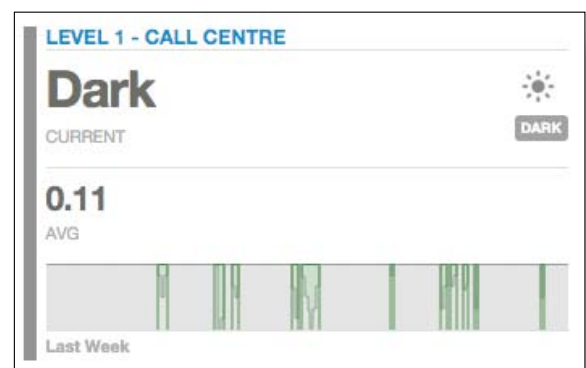 LEVEL 1 - CALL CENTRE
Dark
CURRENT
DARK
0.11
AVG
Last Week